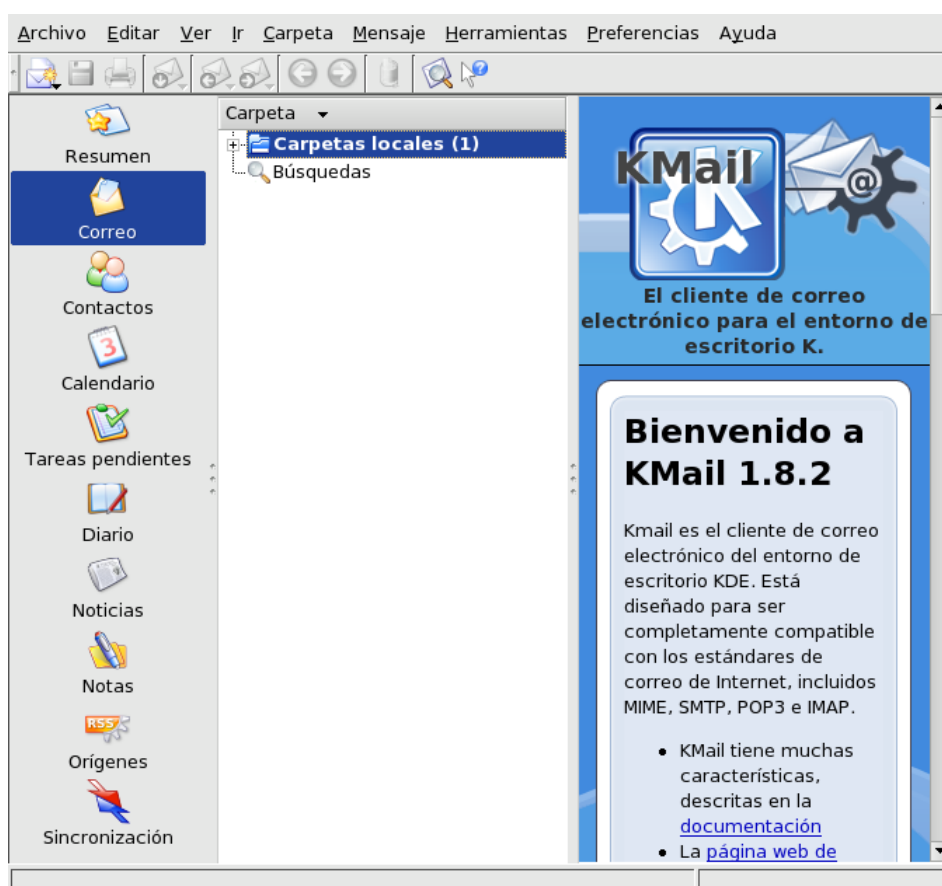 Archivo Editar Ver Ir Carpeta Mensaje Herramientas Preferencias Ayuda
Resumen
Correo
Contactos
3
Calendario
Tareas pendientes
Diario
Noticias
Notas
RSS
Orígenes
Sincronización
Carpeta
Carpetas locales (1)
Búsquedas
KMail
@
El cliente de correo
electrónico para el entorno de
escritorio K.
Bienvenido a
KMail 1.8.2
Kmail es el cliente de correo
electrónico del entorno de
escritorio KDE. Está
diseñado para ser
completamente compatible
con los estándares de
correo de Internet, incluidos
MIME, SMTP, POP3 e IMAP.
• KMail tiene muchas
características,
descritas en la
documentación
• La página web de